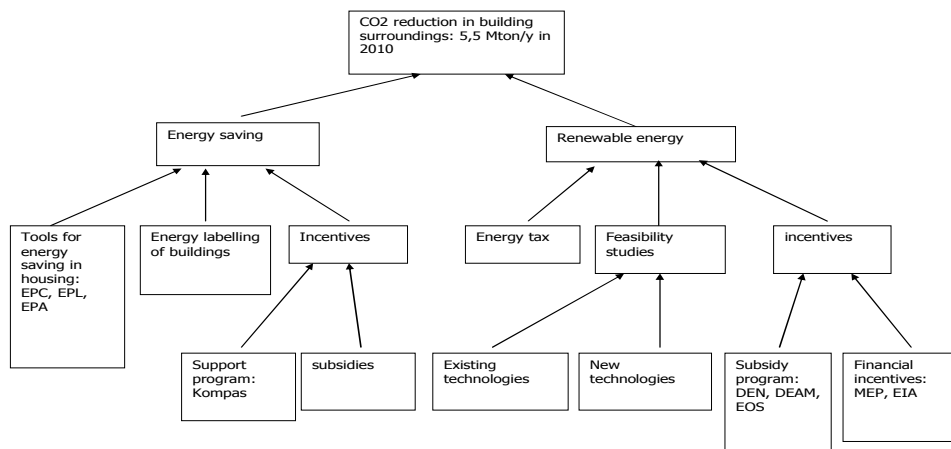 CO2 reduction in building
surroundings: 5,5 Mton/y in
2010
Energy saving
Renewable energy
Tools for
energy
saving in
housing:
EPC, EPL,
EPA
Energy labelling
of buildings
Incentives
Energy tax
Feasibility
studies
incentives
Support
program:
Kompas
subsidies
Existing
technologies
New
technologies
Subsidy
program:
DEN, DEAM,
EOS
Financial
incentives:
MEP, EIA